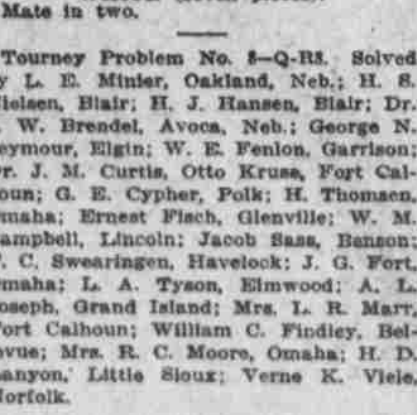 Mate in two.
Tourney Problem No. 8—Q-R3. Solved
y L. E. Minier, Oakland, Neb.; H. S.
ielsen, Blair; H. J. Hansen, Blair; Dr.
. W. Brendel, Avoca, Neb.; George N.
eymour, Elgin; W. E. Fenlon, Garrison;
r. J. M. Curtis, Otto Kruse, Fort Cal-
oun; G. E. Cypher, Polk; H. Thomsen,
maha; Ernest Fisch, Glenville; W. M.
ampbell, Lincoln; Jacob Sass, Benson;
. C. Swearingen, Havelock; J. G. Fort,
maha; L. A. Tyson, Elmwood; A. L.
oseph, Grand Island; Mrs. L. R. Marr,
ort Calhoun; William C. Findley, Bel-
evue; Mrs. R. C. Moore, Omaha; H. D.
anyon, Little Sioux; Verne K. Viele,
Norfolk.